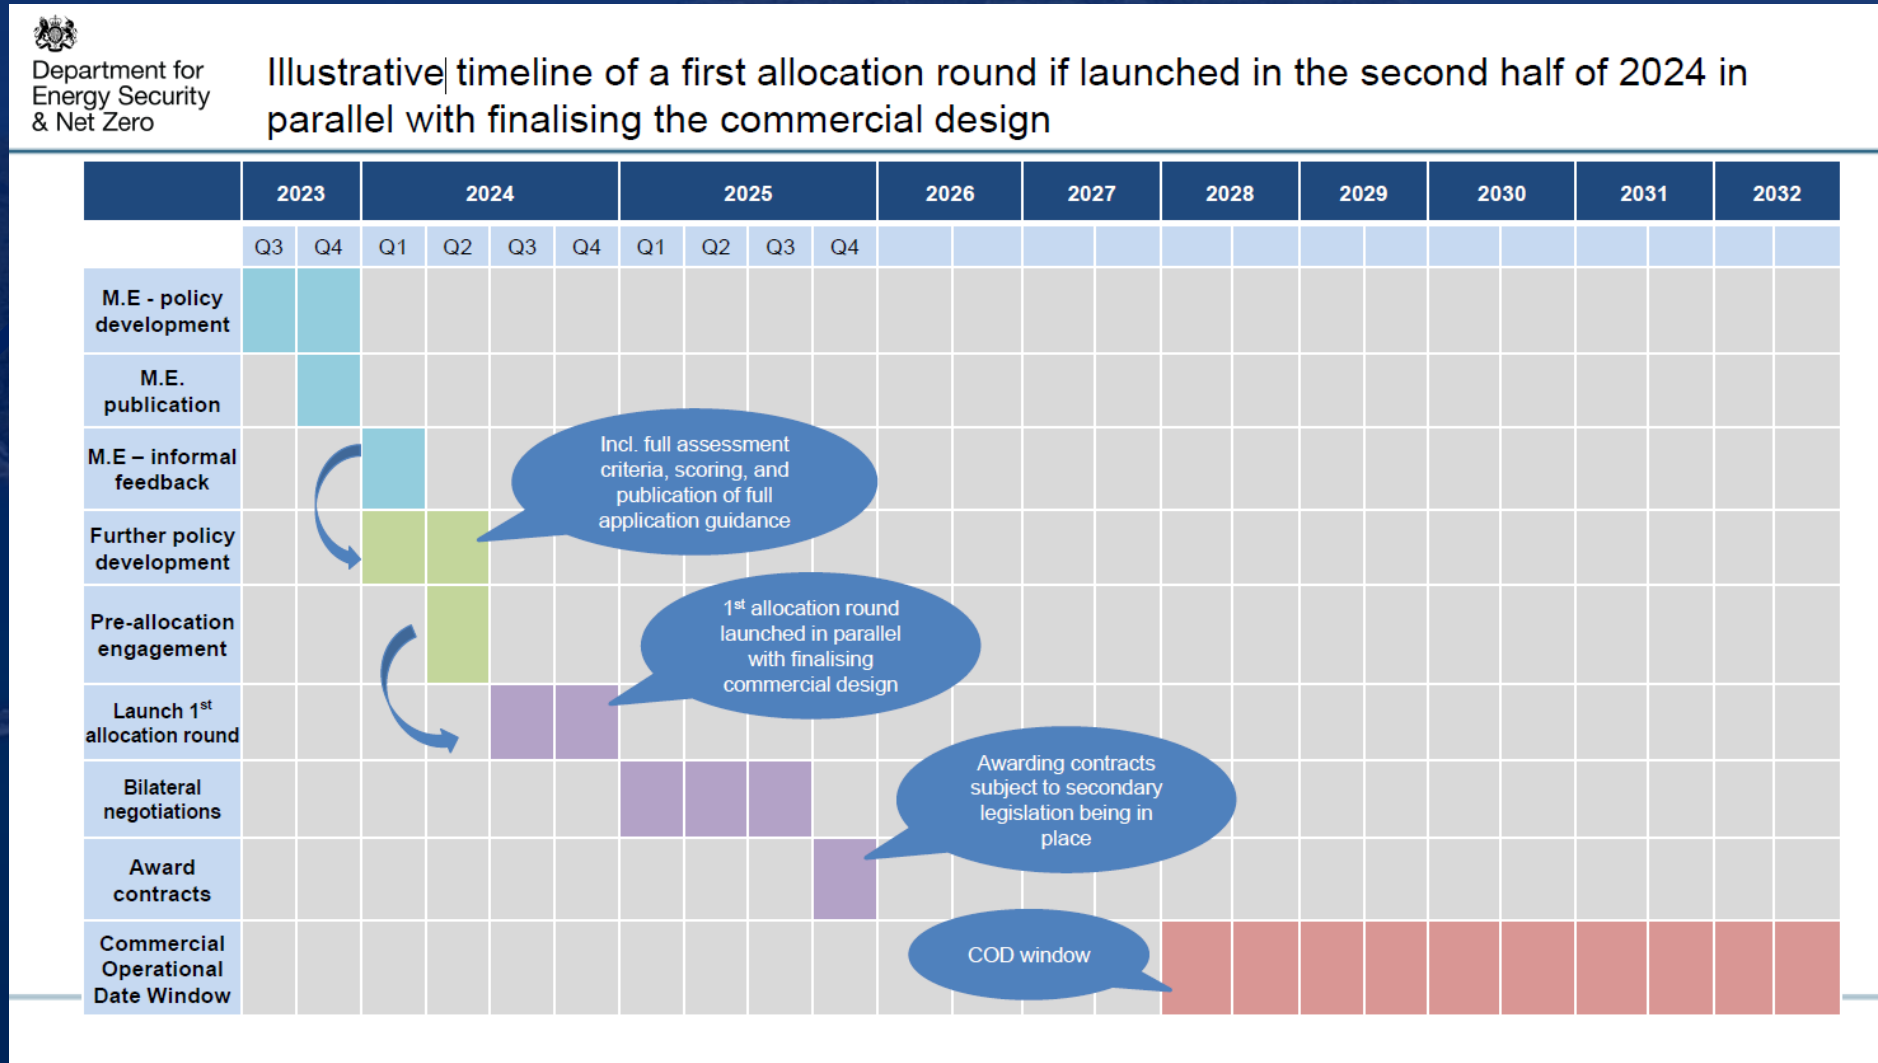 Department for
Energy Security
& Net Zero
Illustrative timeline of a first allocation round if launched in the second half of 2024 in
parallel with finalising the commercial design
2023 2024 2025 2026 2027 2028 2029 2030 2031 2032
Q3 Q4 Q1 Q2 Q3 Q4 Q1 Q2 Q3 Q4
M.E - policy
development
M.E.
publication
M.E – informal
feedback
Incl. full assessment
criteria, scoring, and
publication of full
application guidance
Further policy
development
Pre-allocation
engagement
1st allocation round
launched in parallel
with finalising
commercial design
Launch 1st
allocation round
Bilateral
negotiations
Awarding contracts
subject to secondary
legislation being in
place
Award
contracts
Commercial
Operational
Date Window
COD window